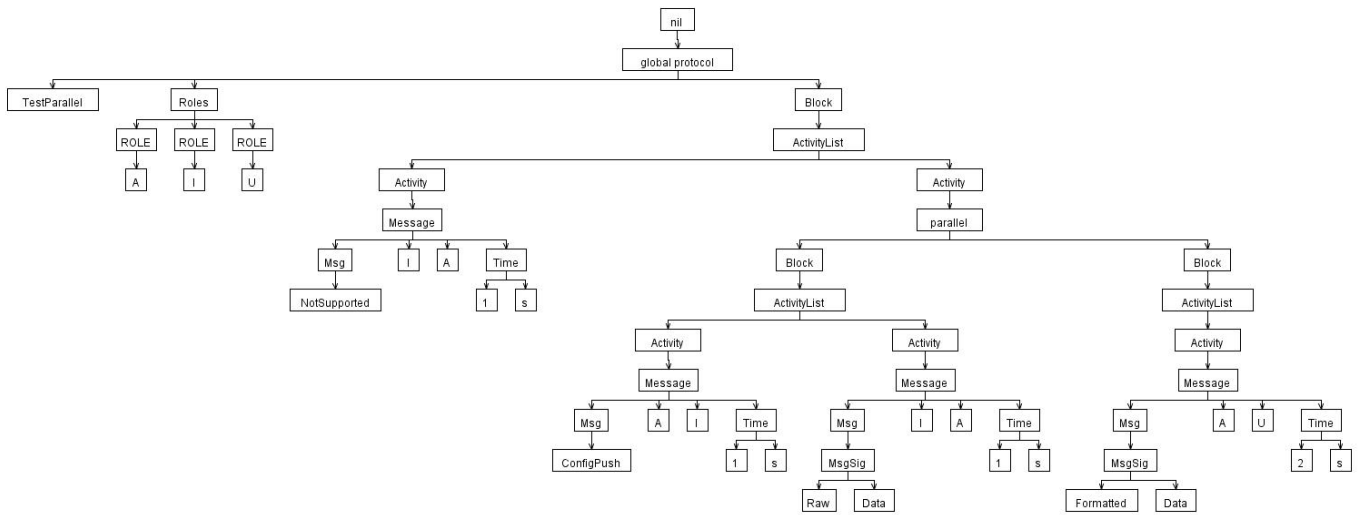 nil
global protocol
TestParallel Roles Block
ROLE ROLE ROLE ActivityList
A I U Activity Activity
Message parallel
Msg I A Time Block Block
NotSupported 1 s ActivityList ActivityList
Activity Activity Activity
Message Message Message
Msg A I Time Msg I A Time Msg A U Time
ConfigPush 1 s MsgSig 1 s MsgSig 2 s
Raw Data Formatted Data